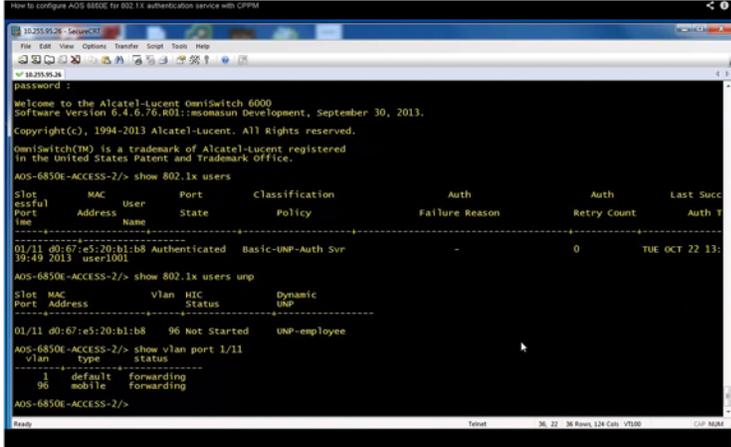 How to configure AOS 6850E for 802.1X authentication service with CPPM
10.255.95.26 - SecureCRT
File Edit View Options Transfer Script Tools Help
10.255.95.26
password :
Welcome to the Alcatel-Lucent OmniSwitch 6000
Software Version 6.4.6.76.R01::msomasun Development, September 30, 2013.
Copyright(c), 1994-2013 Alcatel-Lucent. All Rights reserved.
OmniSwitch(TM) is a trademark of Alcatel-Lucent registered
in the United States Patent and Trademark Office.
AOS-6850E-ACCESS-2/> show 802.1x users
Slot MAC Port Classification Auth Auth Last Succ
essful User
Port Address State Policy Failure Reason Retry Count Auth T
ime Name
01/11 d0:67:e5:20:b1:b8 Authenticated Basic-UNP-Auth Svr - 0 TUE OCT 22 13:
39:49 2013 user1001
AOS-6850E-ACCESS-2/> show 802.1x users unp
Slot MAC Vlan HIC Dynamic
Port Address Status UNP
01/11 d0:67:e5:20:b1:b8 96 Not Started UNP-employee
AOS-6850E-ACCESS-2/> show vlan port 1/11
vlan type status
1 default forwarding
96 mobile forwarding
AOS-6850E-ACCESS-2/>
Ready Telnet 36, 22 36 Rows, 124 Cols VT100 CAP NUM